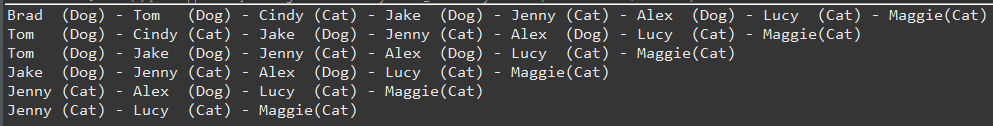 Brad  (Dog) - Tom   (Dog) - Cindy (Cat) - Jake  (Dog) - Jenny (Cat) - Alex  (Dog) - Lucy  (Cat) - Maggie(Cat)
Tom   (Dog) - Cindy (Cat) - Jake  (Dog) - Jenny (Cat) - Alex  (Dog) - Lucy  (Cat) - Maggie(Cat)
Tom   (Dog) - Jake  (Dog) - Jenny (Cat) - Alex  (Dog) - Lucy  (Cat) - Maggie(Cat)
Jake  (Dog) - Jenny (Cat) - Alex  (Dog) - Lucy  (Cat) - Maggie(Cat)
Jenny (Cat) - Alex  (Dog) - Lucy  (Cat) - Maggie(Cat)
Jenny (Cat) - Lucy  (Cat) - Maggie(Cat)